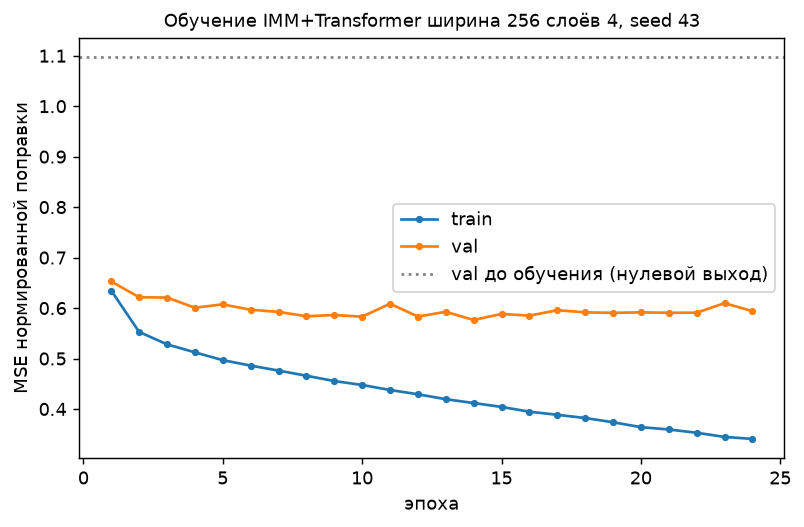 Обучение IMM+Transformer ширина 256 слоёв 4, seed 43
MSE нормированной поправки
1.1
1.0
0.9
0.8
0.7
0.6
0.5
0.4
train
val
val до обучения (нулевой выход)
0
5
10
15
20
25
эпоха